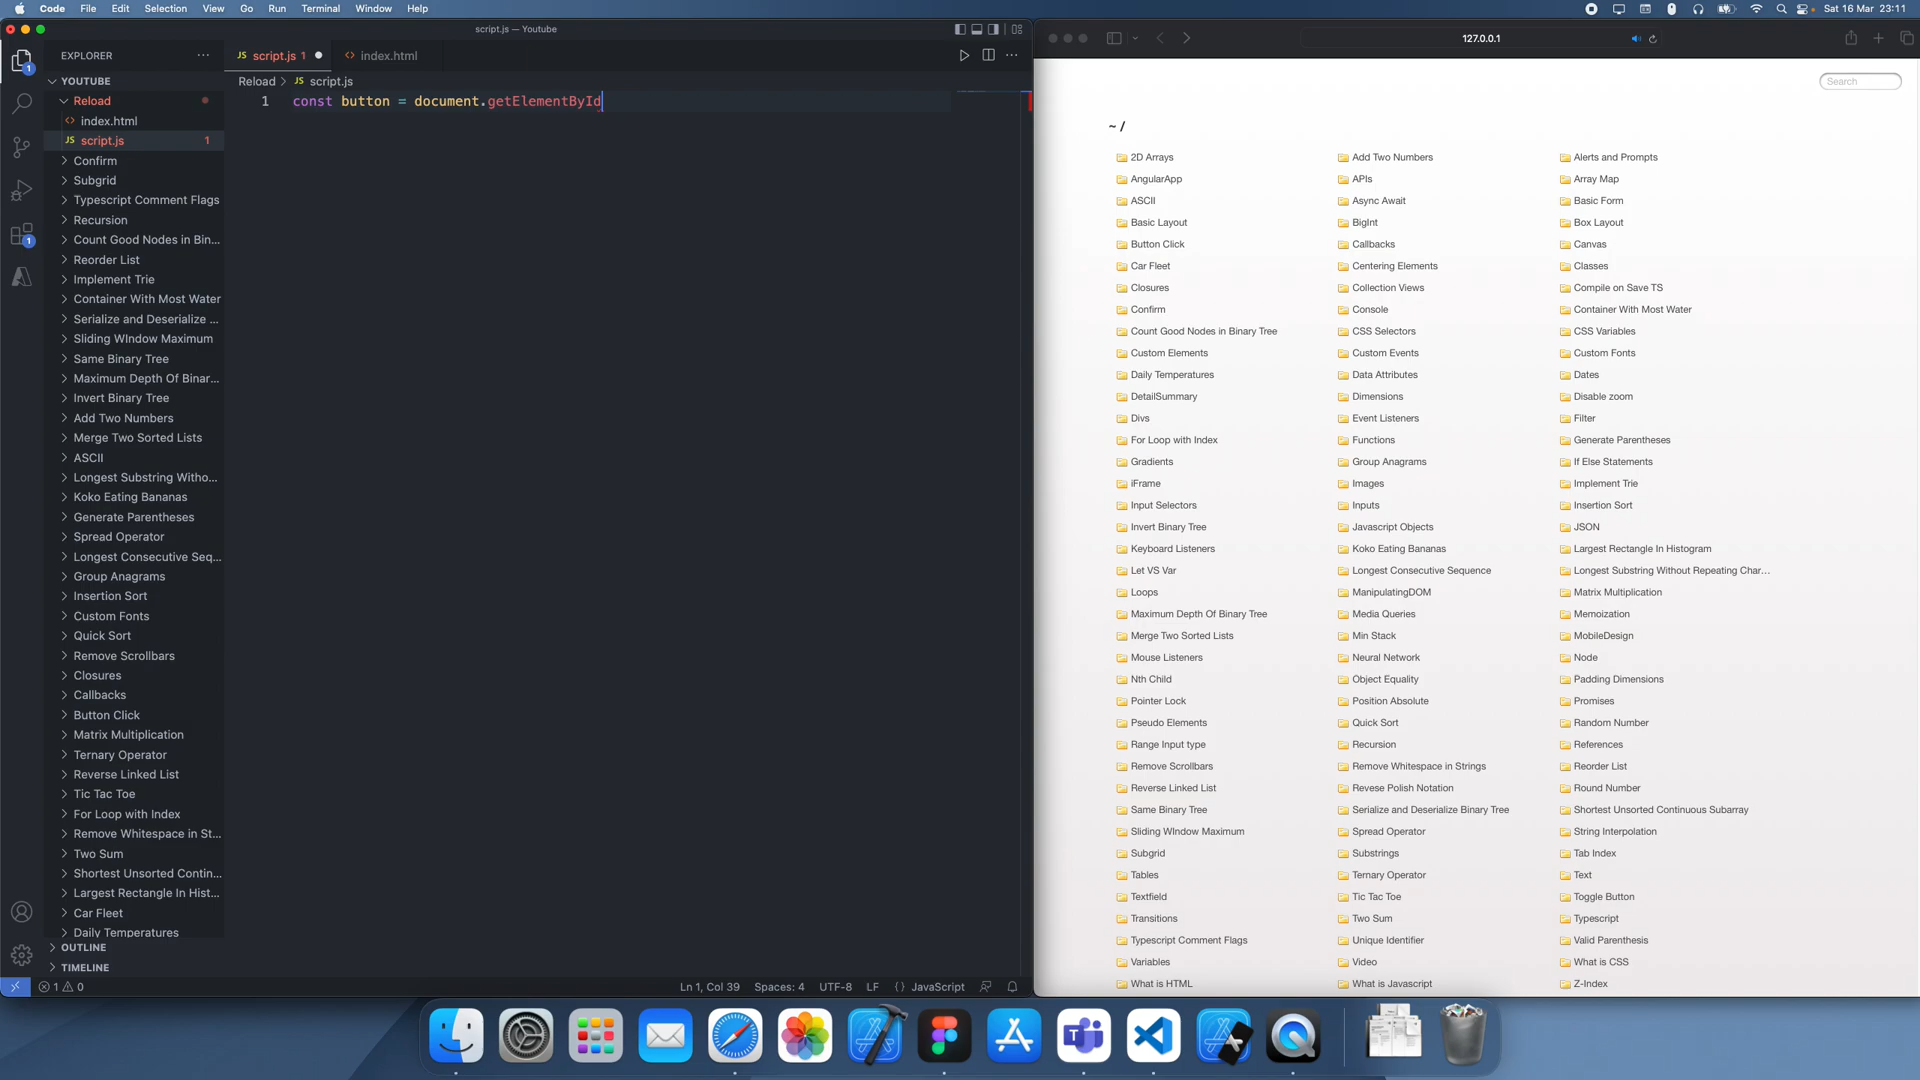 Code File Edit Selection View Go Run Terminal Window Help
Sat 16 Mar 23:11
script.js — Youtube
EXPLORER
YOUTUBE
Reload
index.html
script.js 1
Confirm
Subgrid
Typescript Comment Flags
Recursion
Count Good Nodes in Bin...
Reorder List
Implement Trie
Container With Most Water
Serialize and Deserialize ...
Sliding WIndow Maximum
Same Binary Tree
Maximum Depth Of Binar...
Invert Binary Tree
Add Two Numbers
Merge Two Sorted Lists
ASCII
Longest Substring Witho...
Koko Eating Bananas
Generate Parentheses
Spread Operator
Longest Consecutive Seq...
Group Anagrams
Insertion Sort
Custom Fonts
Quick Sort
Remove Scrollbars
Closures
Callbacks
Button Click
Matrix Multiplication
Ternary Operator
Reverse Linked List
Tic Tac Toe
For Loop with Index
Remove Whitespace in St...
Two Sum
Shortest Unsorted Contin...
Largest Rectangle In Hist...
Car Fleet
Daily Temperatures
OUTLINE
TIMELINE
1
1
JS script.js 1
index.html
Reload > JS script.js
1 const button = document.getElementById
1 0
Ln 1, Col 39 Spaces: 4 UTF-8 LF {} JavaScript
127.0.0.1
Search
~ /
2D Arrays Add Two Numbers Alerts and Prompts
AngularApp APIs Array Map
ASCII Async Await Basic Form
Basic Layout BigInt Box Layout
Button Click Callbacks Canvas
Car Fleet Centering Elements Classes
Closures Collection Views Compile on Save TS
Confirm Console Container With Most Water
Count Good Nodes in Binary Tree CSS Selectors CSS Variables
Custom Elements Custom Events Custom Fonts
Daily Temperatures Data Attributes Dates
DetailSummary Dimensions Disable zoom
Divs Event Listeners Filter
For Loop with Index Functions Generate Parentheses
Gradients Group Anagrams If Else Statements
iFrame Images Implement Trie
Input Selectors Inputs Insertion Sort
Invert Binary Tree Javascript Objects JSON
Keyboard Listeners Koko Eating Bananas Largest Rectangle In Histogram
Let VS Var Longest Consecutive Sequence Longest Substring Without Repeating Char...
Loops ManipulatingDOM Matrix Multiplication
Maximum Depth Of Binary Tree Media Queries Memoization
Merge Two Sorted Lists Min Stack MobileDesign
Mouse Listeners Neural Network Node
Nth Child Object Equality Padding Dimensions
Pointer Lock Position Absolute Promises
Pseudo Elements Quick Sort Random Number
Range Input type Recursion References
Remove Scrollbars Remove Whitespace in Strings Reorder List
Reverse Linked List Revese Polish Notation Round Number
Same Binary Tree Serialize and Deserialize Binary Tree Shortest Unsorted Continuous Subarray
Sliding WIndow Maximum Spread Operator String Interpolation
Subgrid Substrings Tab Index
Tables Ternary Operator Text
Textfield Tic Tac Toe Toggle Button
Transitions Two Sum Typescript
Typescript Comment Flags Unique Identifier Valid Parenthesis
Variables Video What is CSS
What is HTML What is Javascript Z-Index